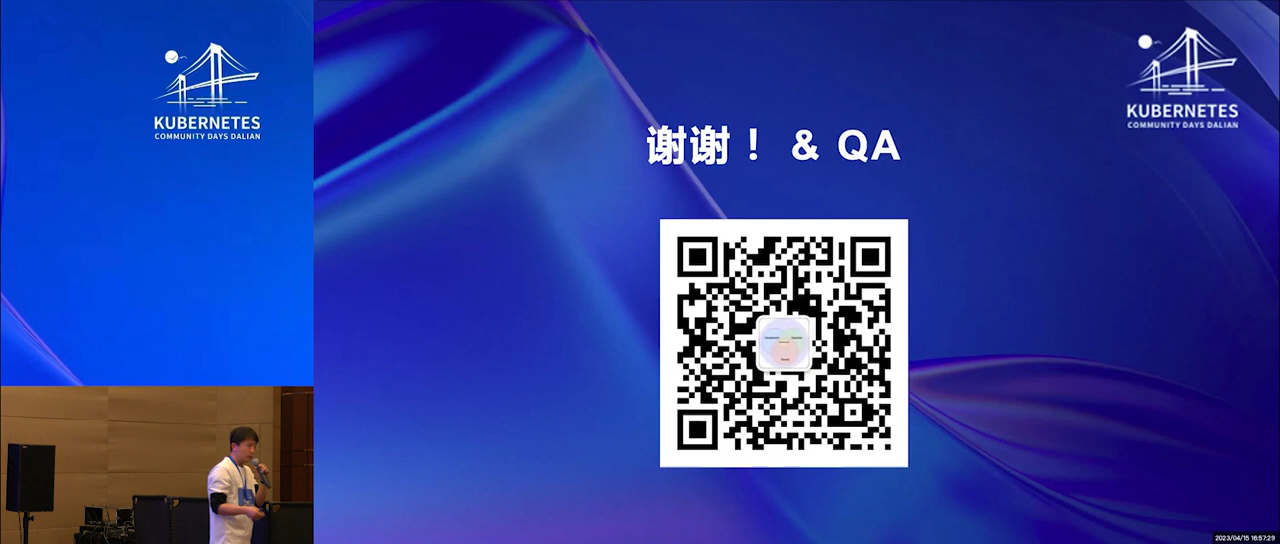 KUBERNETES
COMMUNITY DAYS DALIAN
KUBERNETES
COMMUNITY DAYS DALIAN
谢谢！ & QA
2023/04/15 16:57:29